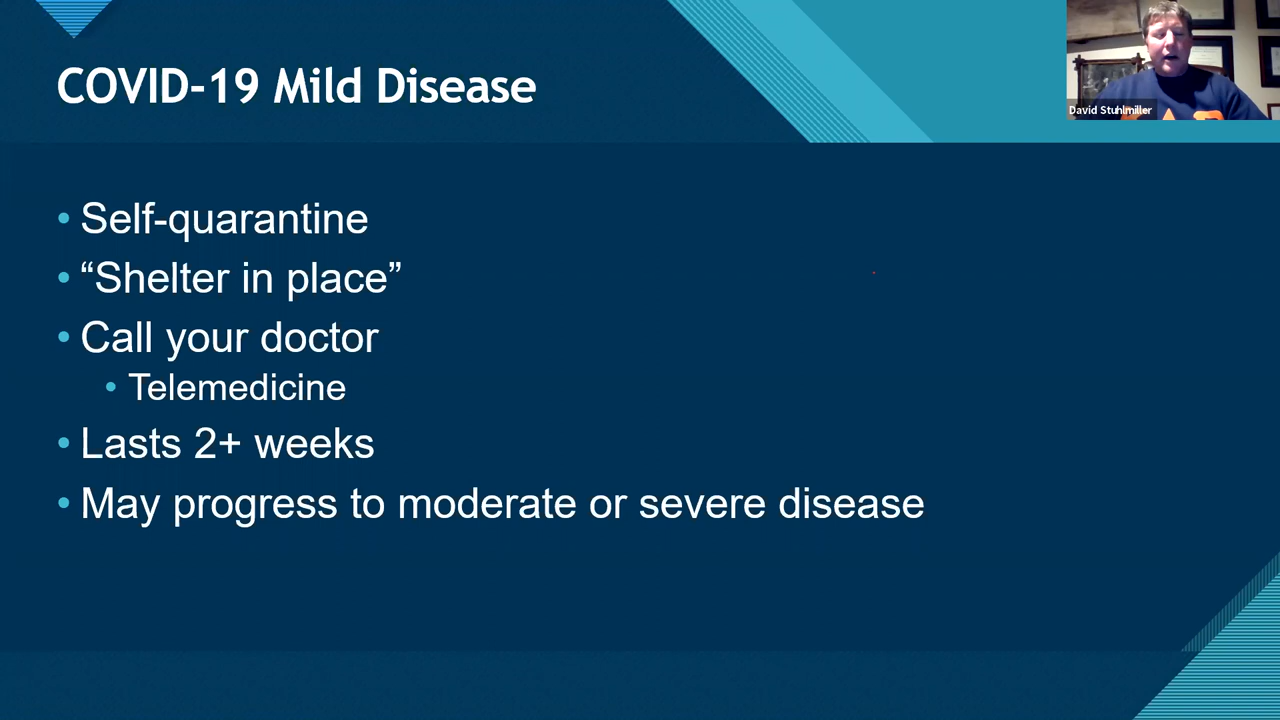 COVID-19 Mild Disease
David Stuhlmiller
• Self-quarantine
• “Shelter in place”
• Call your doctor
• Telemedicine
• Lasts 2+ weeks
• May progress to moderate or severe disease